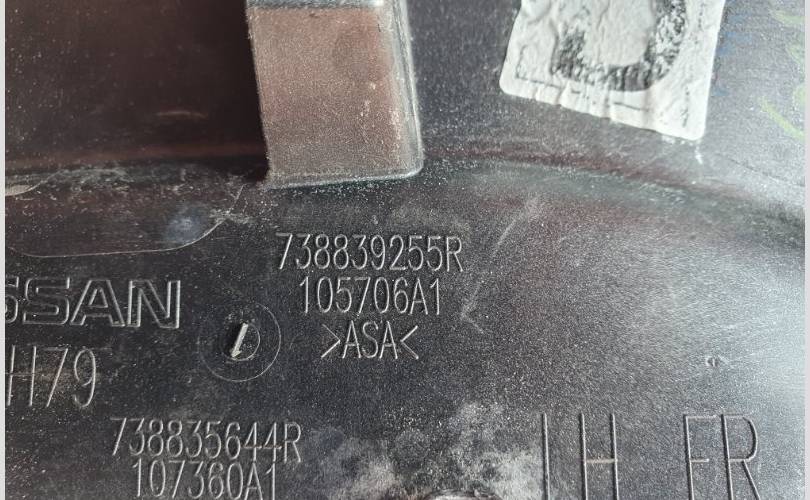 738839255R
105706A1
SSAN
>ASA<
H79
738835644R
107360A1
LH FR